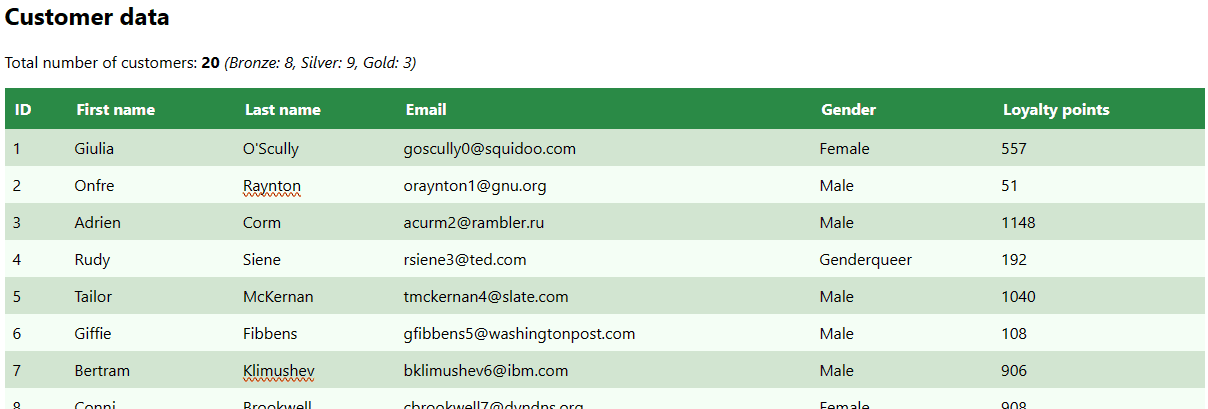 Customer data
Total number of customers: 20 (Bronze: 8, Silver: 9, Gold: 3)
ID First name Last name Email Gender Loyalty points
1 Giulia O'Scully goscully0@squidoo.com Female 557
2 Onfre Raynton oraynton1@gnu.org Male 51
3 Adrien Corm acurm2@rambler.ru Male 1148
4 Rudy Siene rsiene3@ted.com Genderqueer 192
5 Tailor McKernan tmckernan4@slate.com Male 1040
6 Giffie Fibbens gfibbens5@washingtonpost.com Male 108
7 Bertram Klimushev bklimushev6@ibm.com Male 906
8 Conni Brookwell cbrookwell7@dyndns.org Female 908